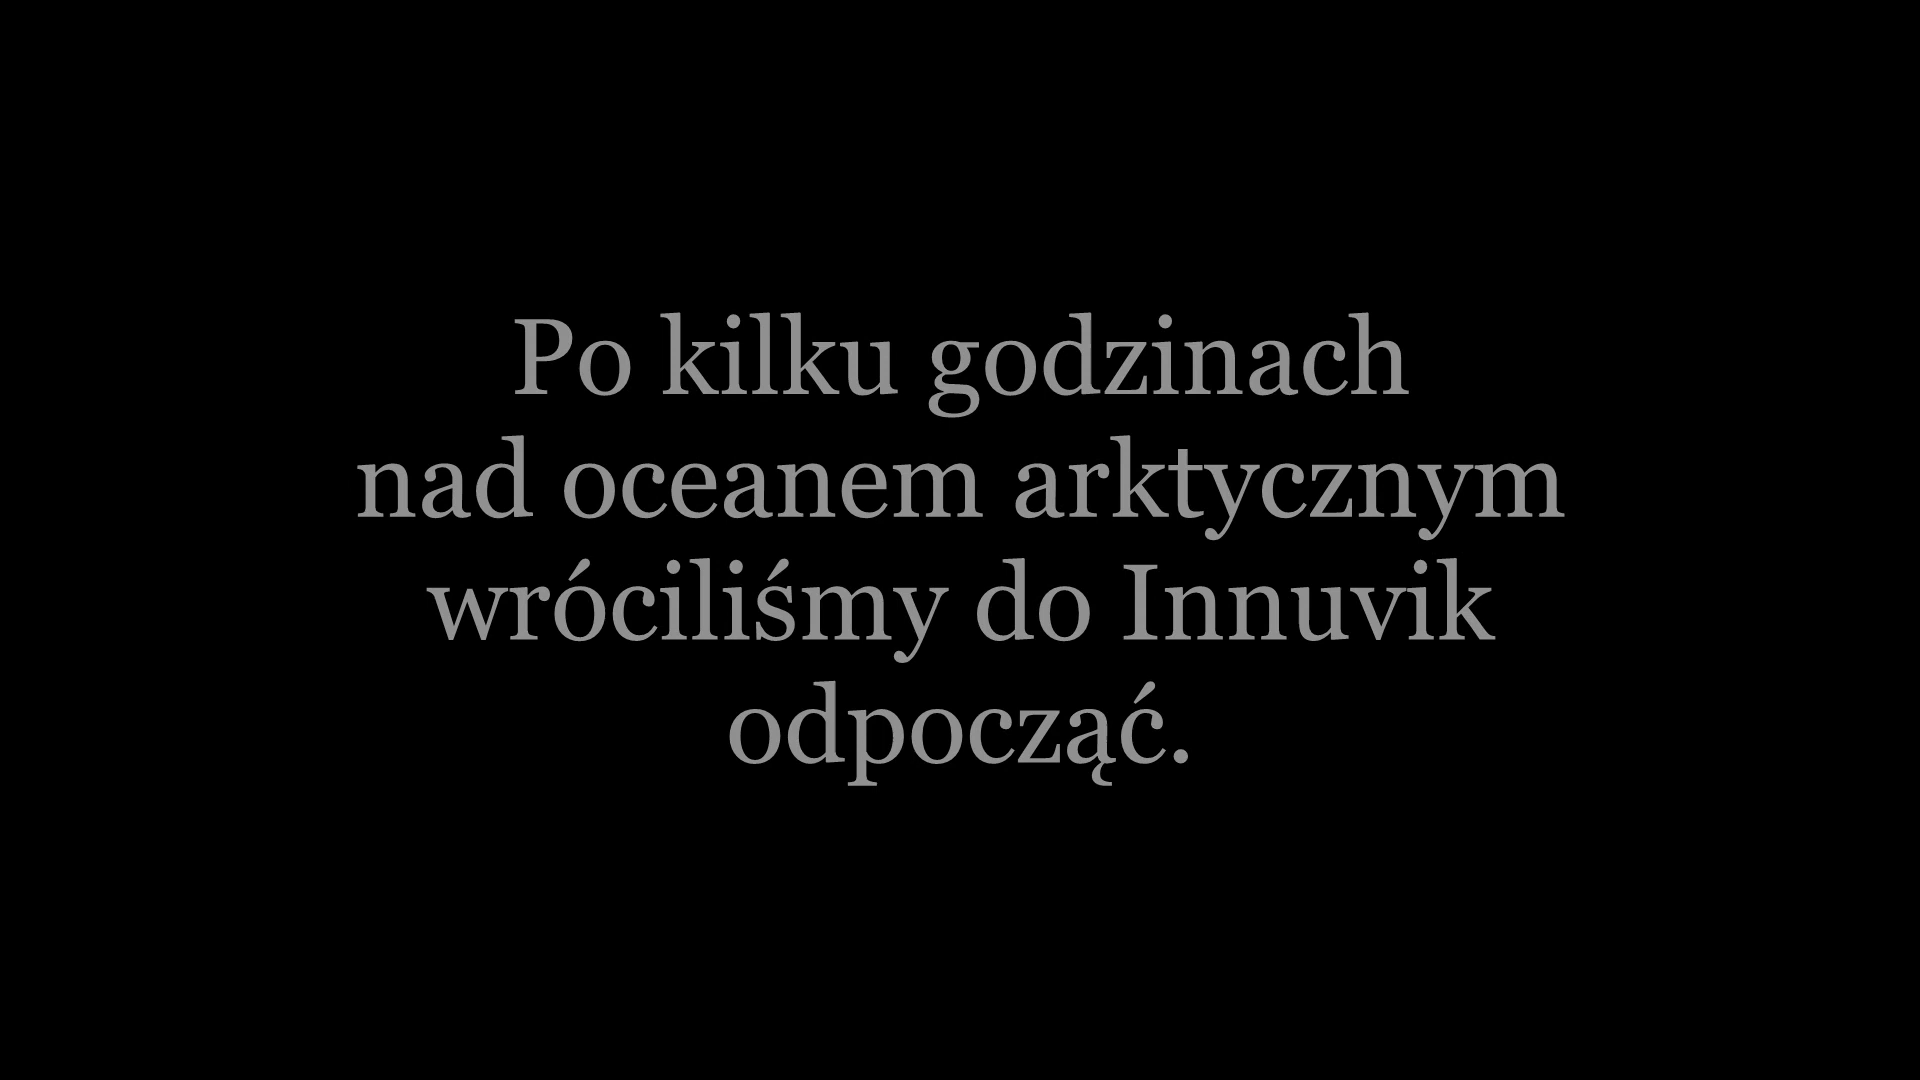 Po kilku godzinach
nad oceanem arktycznym
wróciliśmy do Innuvik
odpocząć.